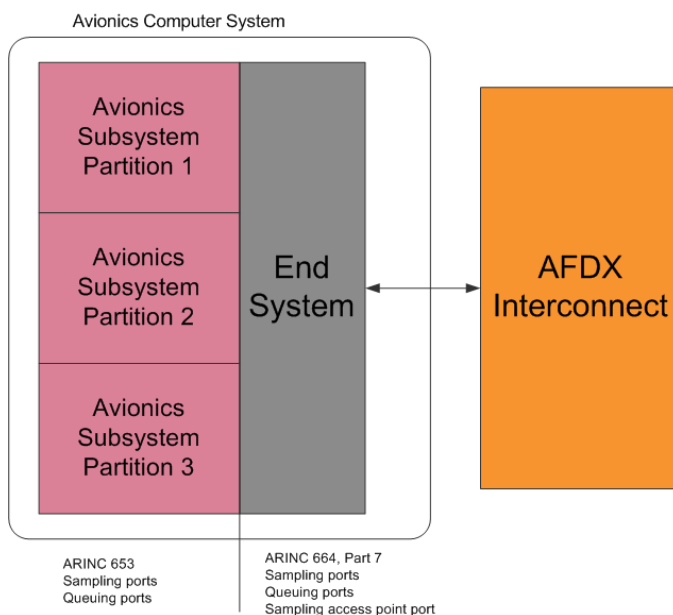 Avionics Computer System
Avionics
Subsystem
Partition 1
Avionics
Subsystem
Partition 2
Avionics
Subsystem
Partition 3
End
System
AFDX
Interconnect
ARINC 653
Sampling ports
Queuing ports
ARINC 664, Part 7
Sampling ports
Queuing ports
Sampling access point port